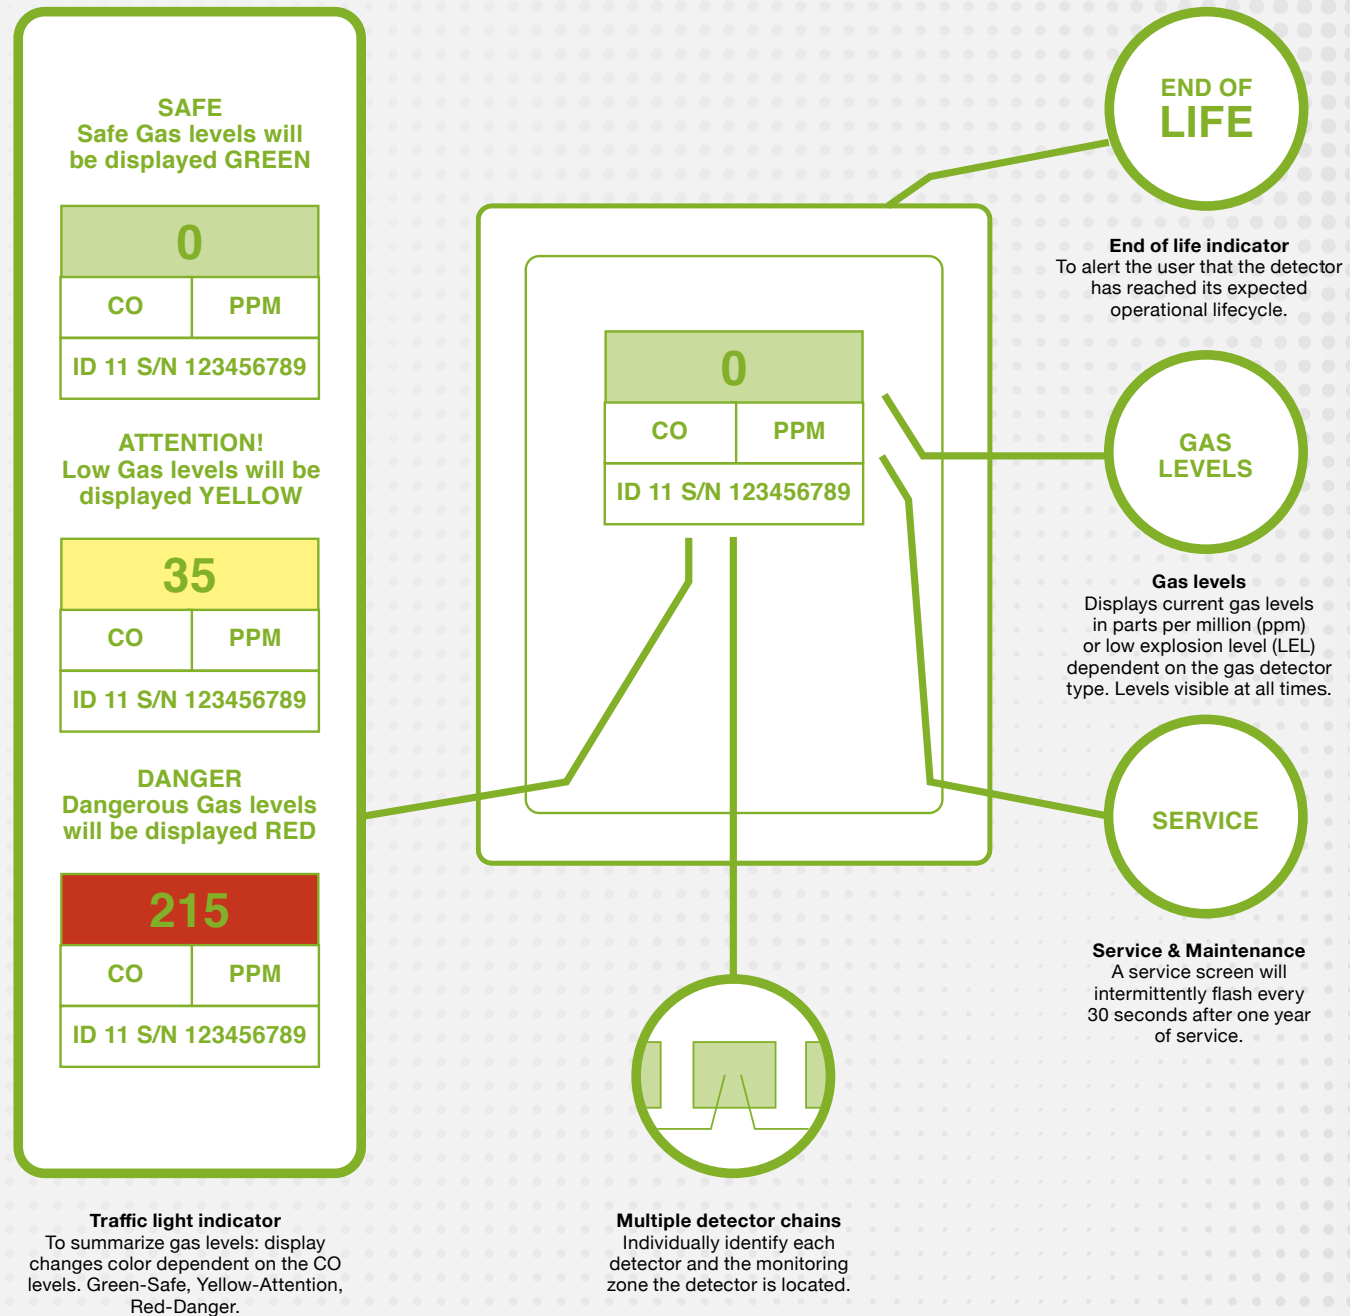 SAFE
Safe Gas levels will
be displayed GREEN
0
CO PPM
ID 11 S/N 123456789
ATTENTION!
Low Gas levels will be
displayed YELLOW
35
CO PPM
ID 11 S/N 123456789
DANGER
Dangerous Gas levels
will be displayed RED
215
CO PPM
ID 11 S/N 123456789
Traffic light indicator
To summarize gas levels: display
changes color dependent on the CO
levels. Green-Safe, Yellow-Attention,
Red-Danger.
0
CO PPM
ID 11 S/N 123456789
Multiple detector chains
Individually identify each
detector and the monitoring
zone the detector is located.
END OF
LIFE
End of life indicator
To alert the user that the detector
has reached its expected
operational lifecycle.
GAS
LEVELS
Gas levels
Displays current gas levels
in parts per million (ppm)
or low explosion level (LEL)
dependent on the gas detector
type. Levels visible at all times.
SERVICE
Service & Maintenance
A service screen will
intermittently flash every
30 seconds after one year
of service.